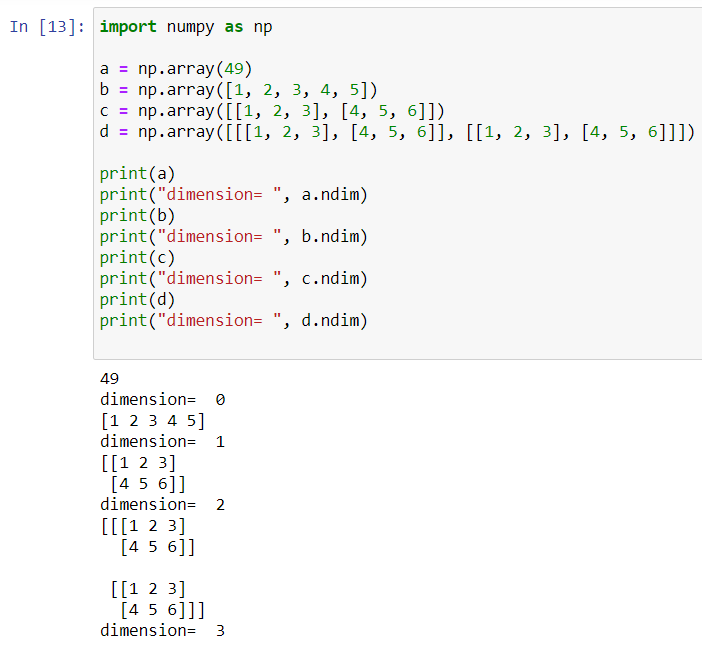 In [13]: import numpy as np
a = np.array(49)
b = np.array([1, 2, 3, 4, 5])
c = np.array([[1, 2, 3], [4, 5, 6]])
d = np.array([[[1, 2, 3], [4, 5, 6]], [[1, 2, 3], [4, 5, 6]]])
print(a)
print("dimension= ", a.ndim)
print(b)
print("dimension= ", b.ndim)
print(c)
print("dimension= ", c.ndim)
print(d)
print("dimension= ", d.ndim)
49
dimension=  0
[1 2 3 4 5]
dimension=  1
[[1 2 3]
 [4 5 6]]
dimension=  2
[[[1 2 3]
  [4 5 6]]
 [[1 2 3]
  [4 5 6]]]
dimension=  3